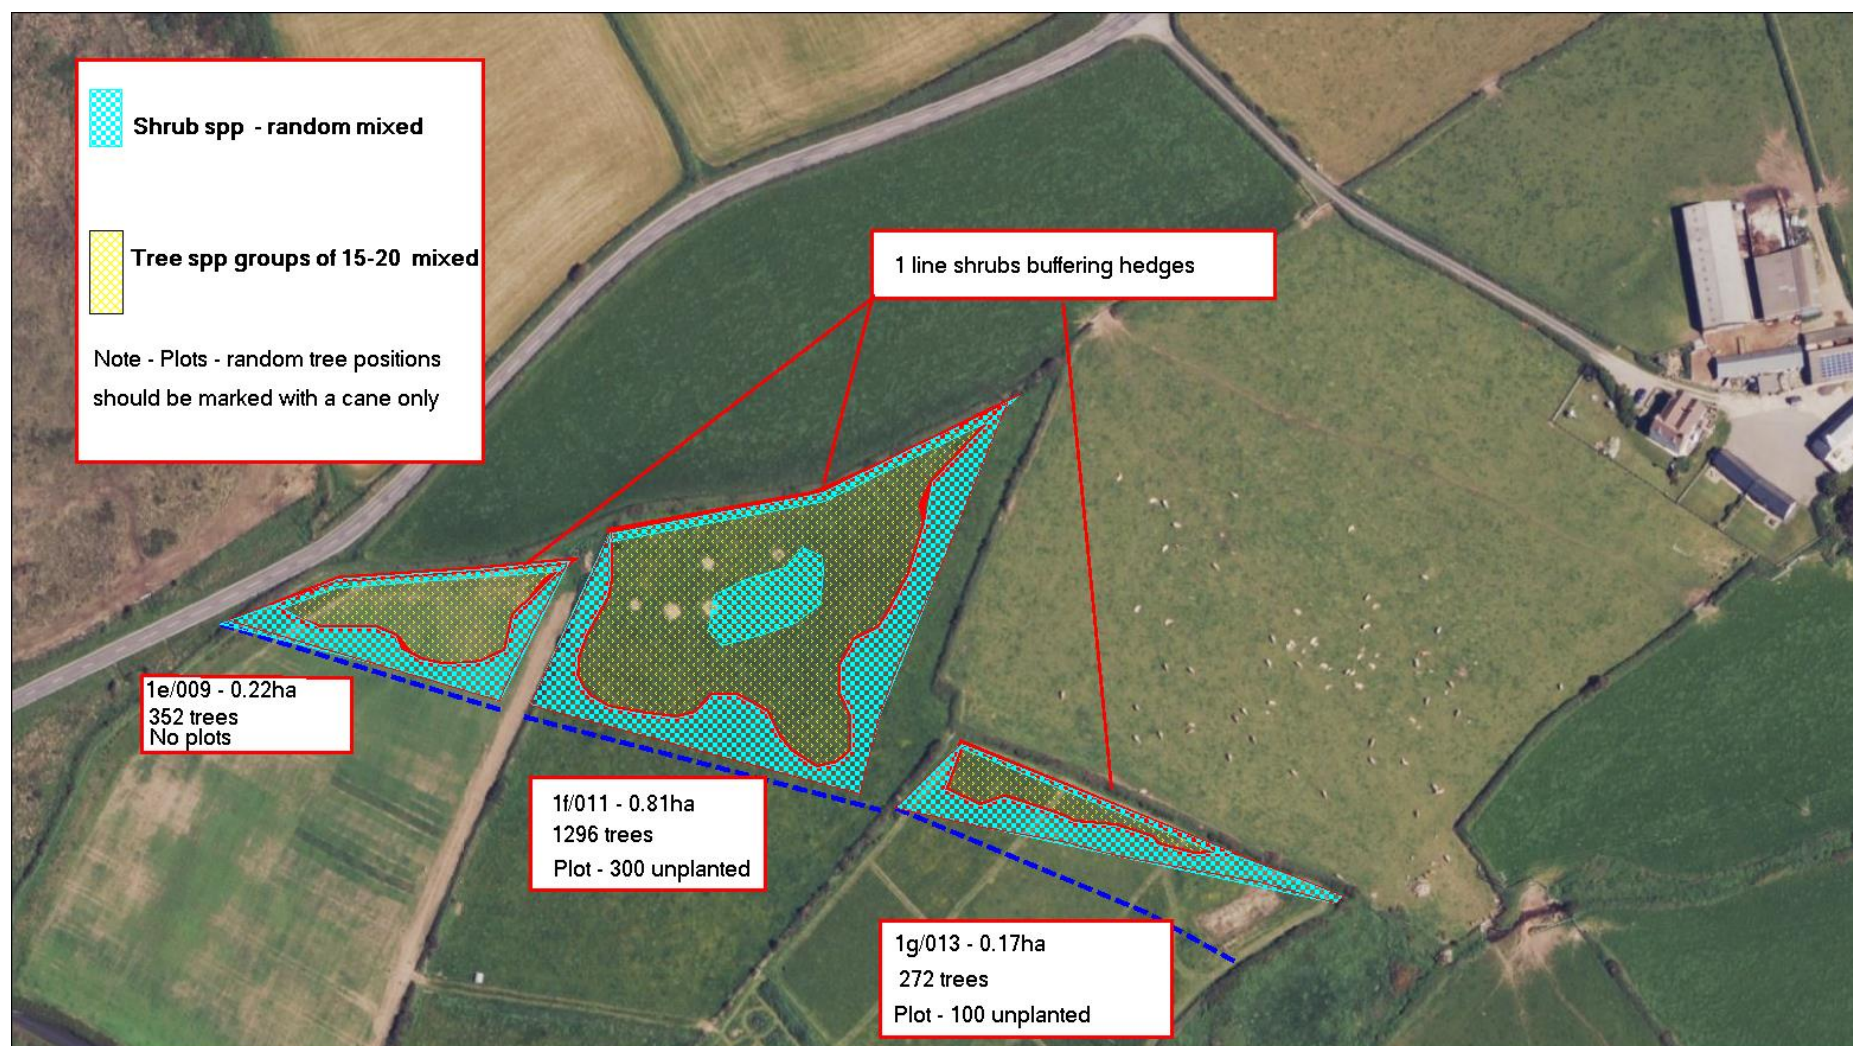 Shrub spp - random mixed
Tree spp groups of 15-20 mixed
Note - Plots - random tree positions
should be marked with a cane only
1 line shrubs buffering hedges
1e/009 - 0.22ha
352 trees
No plots
1f/011 - 0.81ha
1296 trees
Plot - 300 unplanted
1g/013 - 0.17ha
272 trees
Plot - 100 unplanted